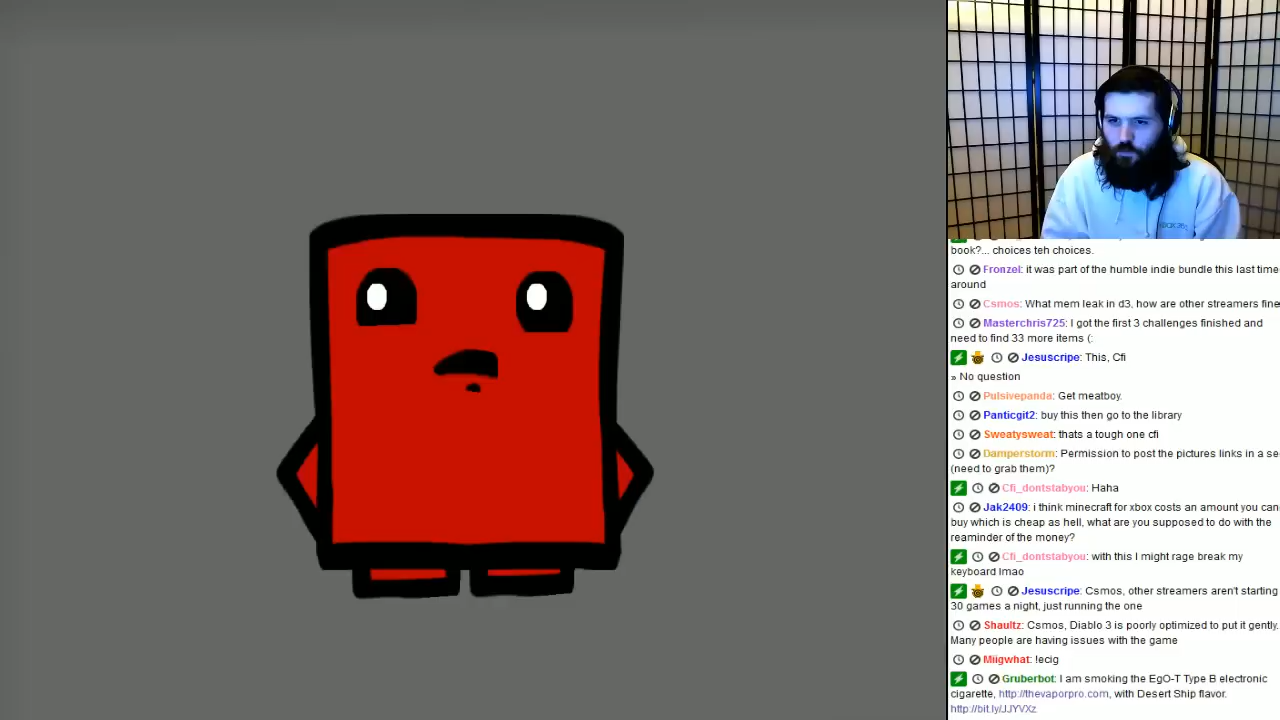 book?... choices teh choices.
Fronzel: it was part of the humble indie bundle this last time
around
Csmos: What mem leak in d3, how are other streamers fine
Masterchris725: I got the first 3 challenges finished and
need to find 33 more items (:
Jesuscripe: This, Cfi
» No question
Pulsivepanda: Get meatboy.
Panticgit2: buy this then go to the library
Sweatysweat: thats a tough one cfi
Damperstorm: Permission to post the pictures links in a se
(need to grab them)?
Cfi_dontstabyou: Haha
Jak2409: i think minecraft for xbox costs an amount you can
buy which is cheap as hell, what are you supposed to do with the
reaminder of the money?
Cfi_dontstabyou: with this I might rage break my
keyboard lmao
Jesuscripe: Csmos, other streamers aren't starting
30 games a night, just running the one
Shaultz: Csmos, Diablo 3 is poorly optimized to put it gently.
Many people are having issues with the game
Miigwhat: !ecig
Gruberbot: I am smoking the EgO-T Type B electronic
cigarette, http://thevaporpro.com, with Desert Ship flavor.
http://bit.ly/JJYVXz